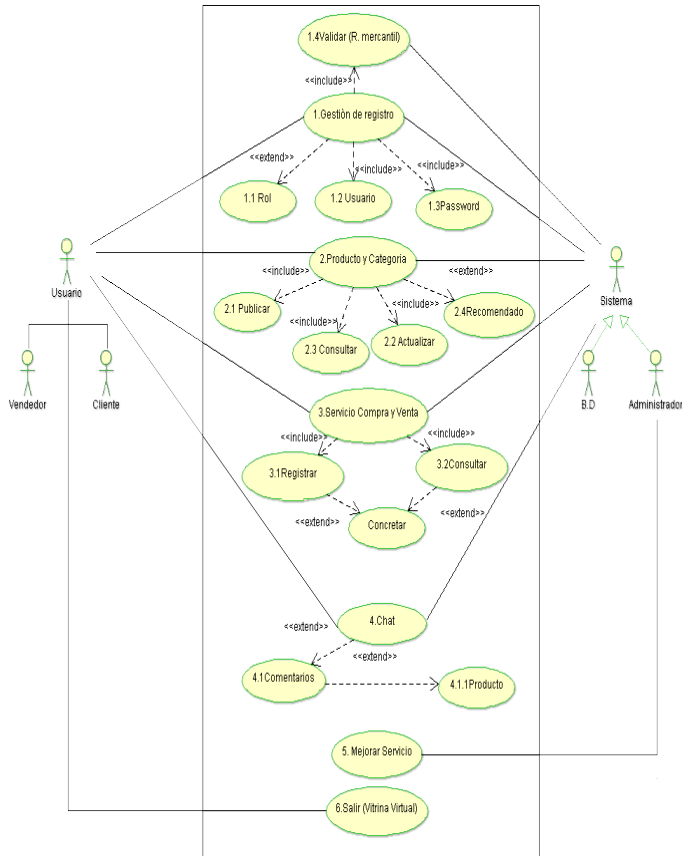 1.4Validar (R. mercantil)
<<include>>
1.Gestiòn de registro
<<extend>>
<<include>>
<<include>>
1.1 Rol
1.2 Usuario
1.3Password
Usuario
2.Producto y Categoria
Sistema
<<include>>
<<extend>>
2.1 Publicar
<<include>>
<<include>>
2.4Recomendado
2.3 Consultar
2.2 Actualizar
Vendedor
Cliente
B.D
Administrador
3.Servicio Compra y Venta
<<include>>
<<include>>
3.1Registrar
3.2Consultar
<<extend>>
Concretar
<<extend>>
4.Chat
<<extend>>
<<extend>>
4.1Comentarios
4.1.1Producto
5. Mejorar Servicio
6.Salir (Vitrina Virtual)